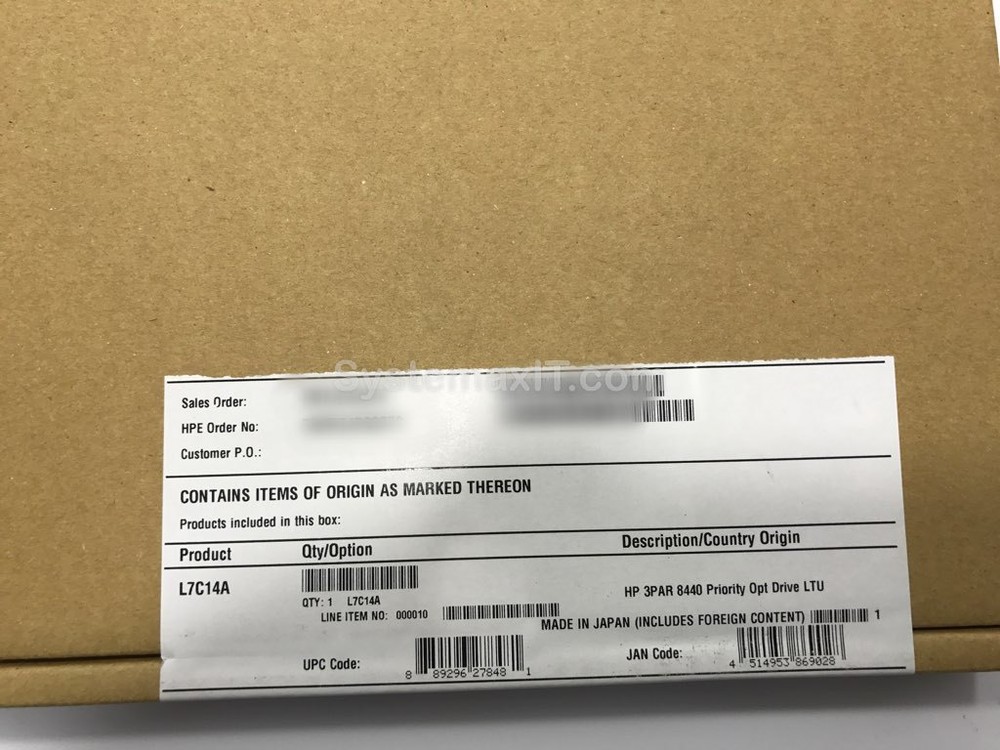 SystemaxIT.com
Sales Order:
HPE Order No:
Customer P.O.:
CONTAINS ITEMS OF ORIGIN AS MARKED THEREON
Products included in this box:
Product Qty/Option Description/Country Origin
L7C14A HP 3PAR 8440 Priority Opt Drive LTU
QTY: 1 L7C14A
LINE ITEM NO: 000010 MADE IN JAPAN (INCLUDES FOREIGN CONTENT) 1
UPC Code: 8 89296 27848 1 JAN Code: 4 514953 869028